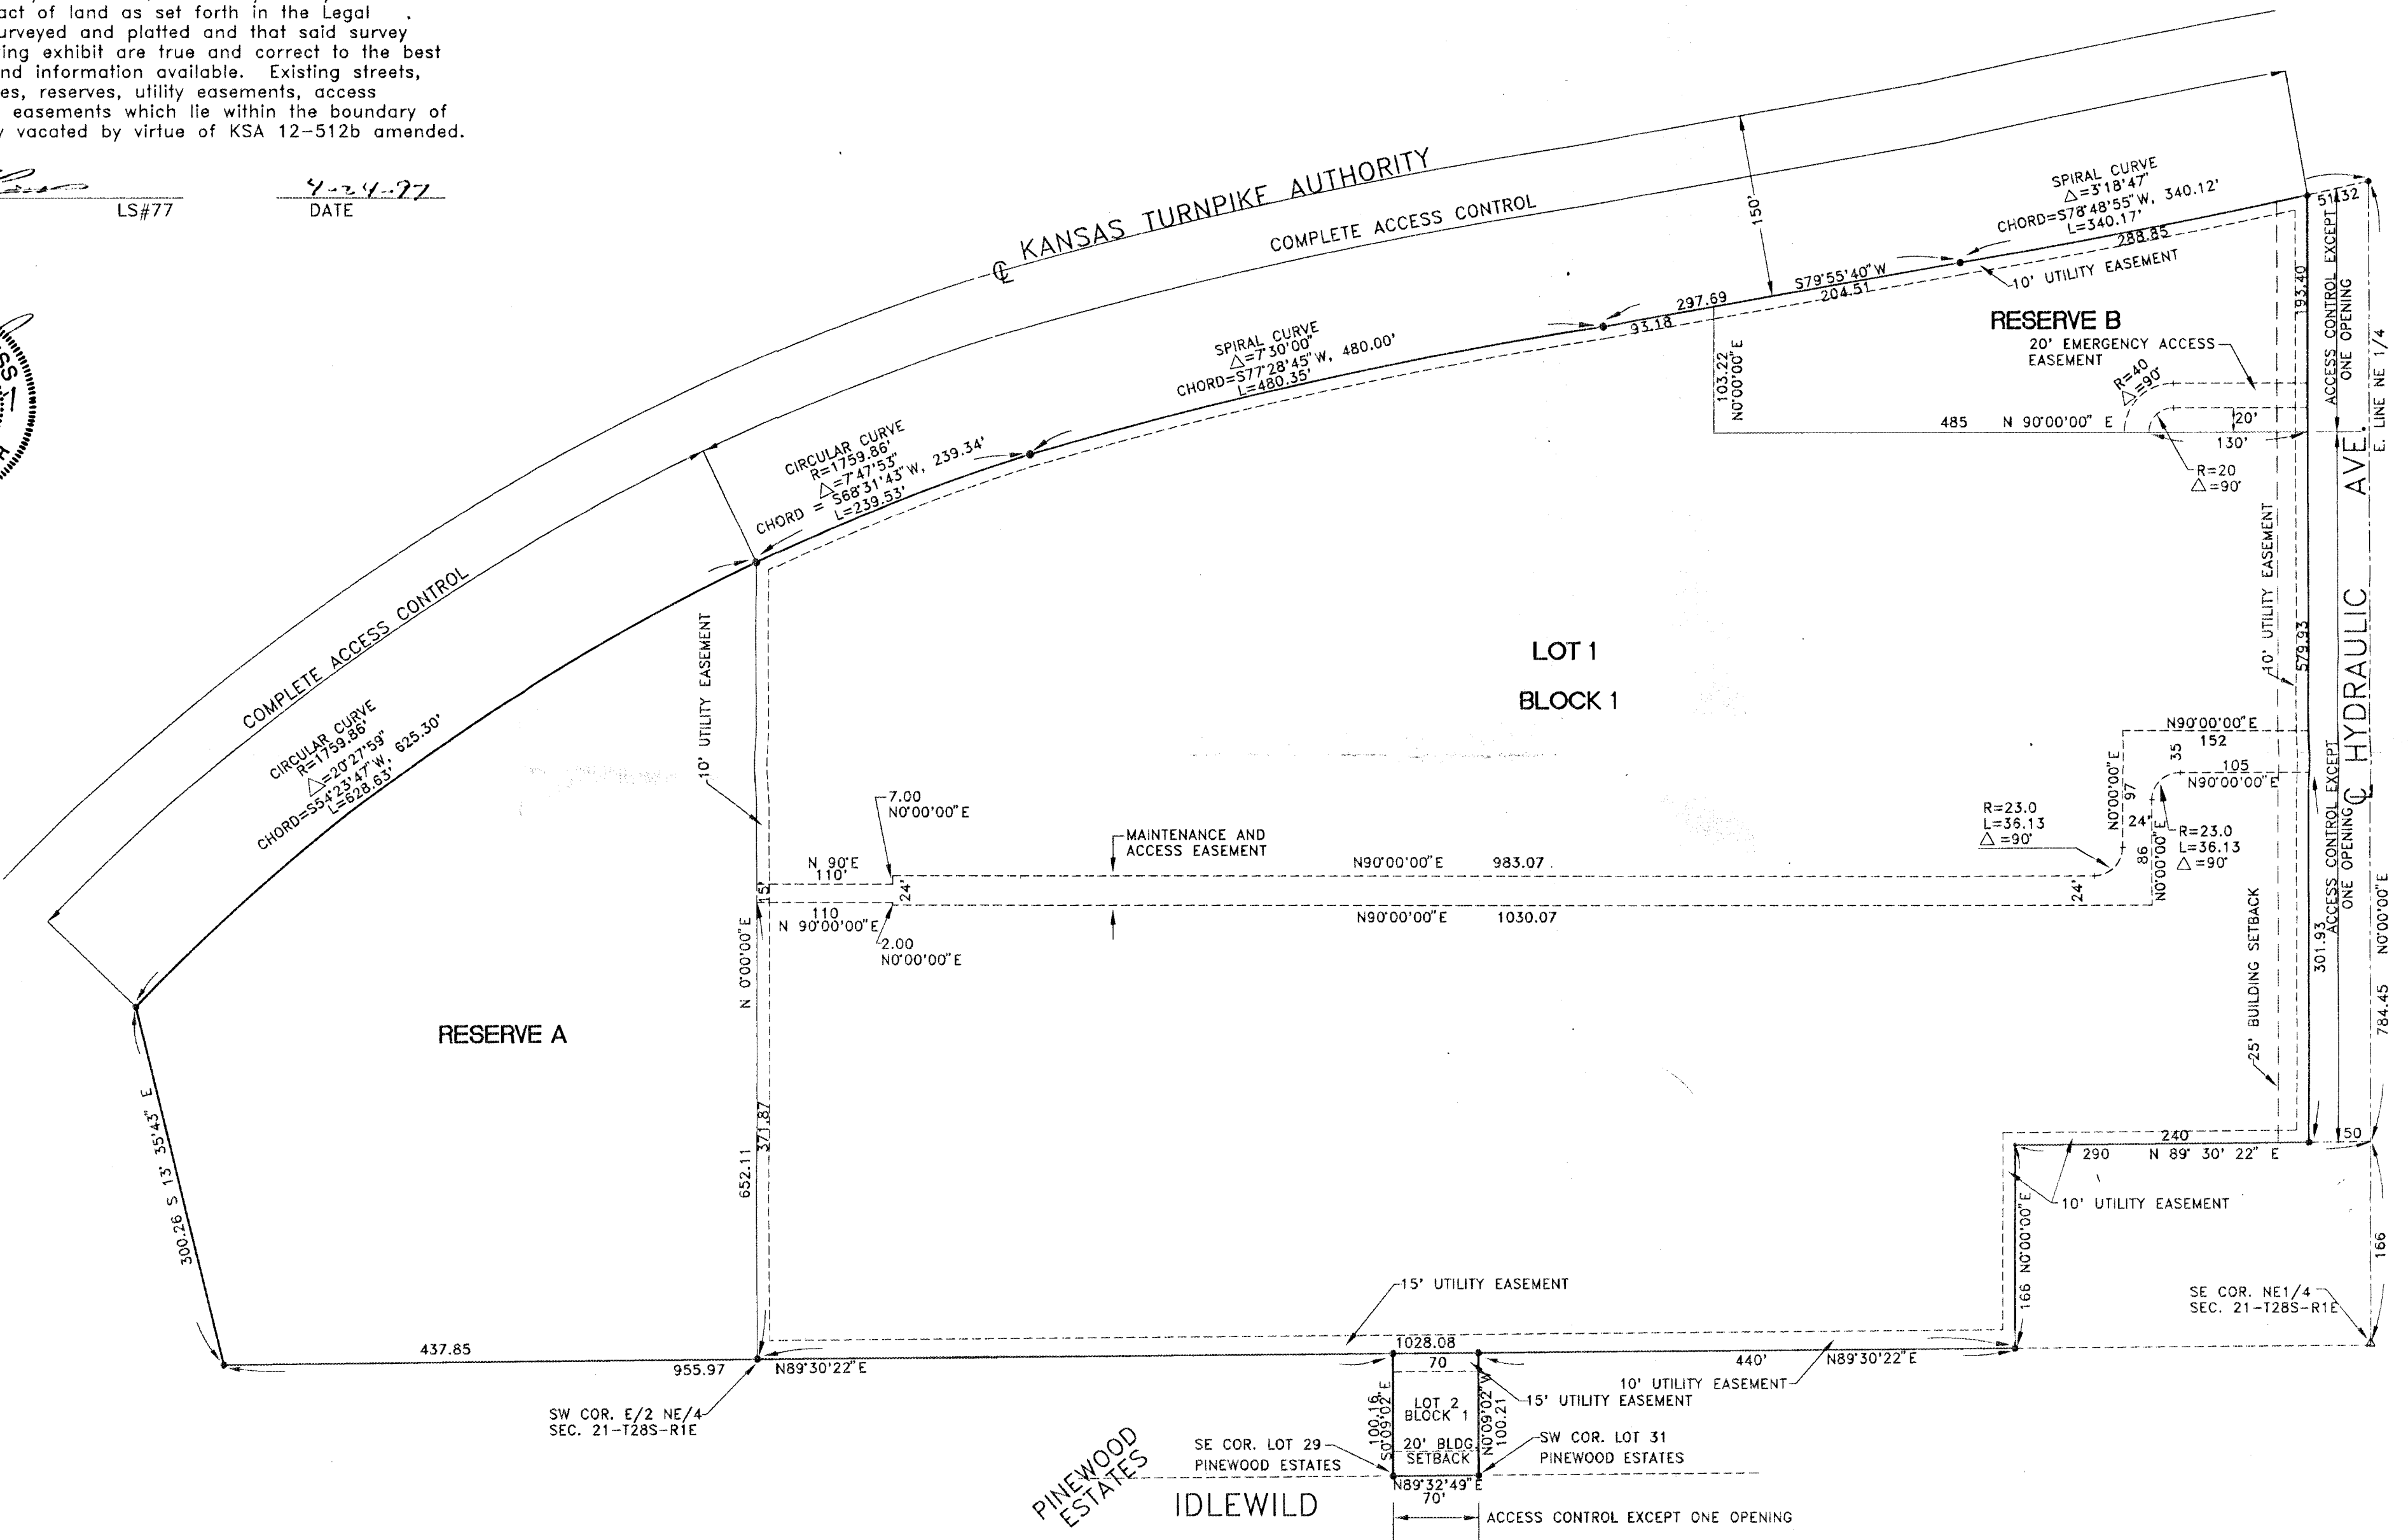 act of land as set forth in the Legal
urveyed and platted and that said survey
ing exhibit are true and correct to the best
nd information available. Existing streets,
es, reserves, utility easements, access
easements which lie within the boundary of
y vacated by virtue of KSA 12-512b amended.
LS#77
4-24-97
DATE
℄ KANSAS TURNPIKE AUTHORITY
COMPLETE ACCESS CONTROL
150'
SPIRAL CURVE
△=3°18'47"
CHORD=S78°48'55"W, 340.12'
L=340.17'
288.85
51.32
10' UTILITY EASEMENT
S79°55'40"W
204.51
297.69
93.18
RESERVE B
193.40
ACCESS CONTROL EXCEPT
ONE OPENING
E. LINE NE 1/4
20' EMERGENCY ACCESS
EASEMENT
R=40
△=90°
SPIRAL CURVE
△=7°30'00"
CHORD=S77°28'45"W, 480.00'
L=480.35'
103.22
N0°00'00"E
485 N 90°00'00" E
20'
130'
R=20
△=90°
CIRCULAR CURVE
R=1759.86'
△=7°47'53"
CHORD = S68°31'43"W, 239.34'
L=239.53'
COMPLETE ACCESS CONTROL
CIRCULAR CURVE
R=1759.86'
△=20°27'59"
CHORD=S54°23'47"W, 625.30'
L=628.63'
10' UTILITY EASEMENT
10' UTILITY EASEMENT
579.93
℄ HYDRAULIC AVE.
LOT 1
BLOCK 1
N90°00'00"E
152
35
105
N90°00'00"E
N0°00'00"E
97
24'
86
N0°00'00"E
R=23.0
L=36.13
△=90°
R=23.0
L=36.13
△=90°
ACCESS CONTROL EXCEPT
ONE OPENING
7.00
N0°00'00"E
MAINTENANCE AND
ACCESS EASEMENT
N 90°E
110'
N90°00'00"E 983.07
15'
24'
24'
110
N 90°00'00"E
N90°00'00"E 1030.07
2.00
N0°00'00"E
N 0°00'00"E
25' BUILDING SETBACK
301.93
784.45 N0°00'00"E
RESERVE A
300.26 S 13° 35'43" E
652.11
371.87
240
50
290 N 89° 30' 22" E
10' UTILITY EASEMENT
166 N0°00'00"E
166
SE COR. NE1/4
SEC. 21-T28S-R1E
15' UTILITY EASEMENT
437.85
955.97
N89°30'22"E
1028.08
70
440'
N89°30'22"E
10' UTILITY EASEMENT
15' UTILITY EASEMENT
SW COR. E/2 NE/4
SEC. 21-T28S-R1E
100.16
S0°09'02"E
LOT 2
BLOCK 1
20' BLDG.
SETBACK
N0°09'02"W
100.21
SE COR. LOT 29
PINEWOOD ESTATES
SW COR. LOT 31
PINEWOOD ESTATES
PINEWOOD
ESTATES
N89°32'49"E
70'
IDLEWILD
ACCESS CONTROL EXCEPT ONE OPENING